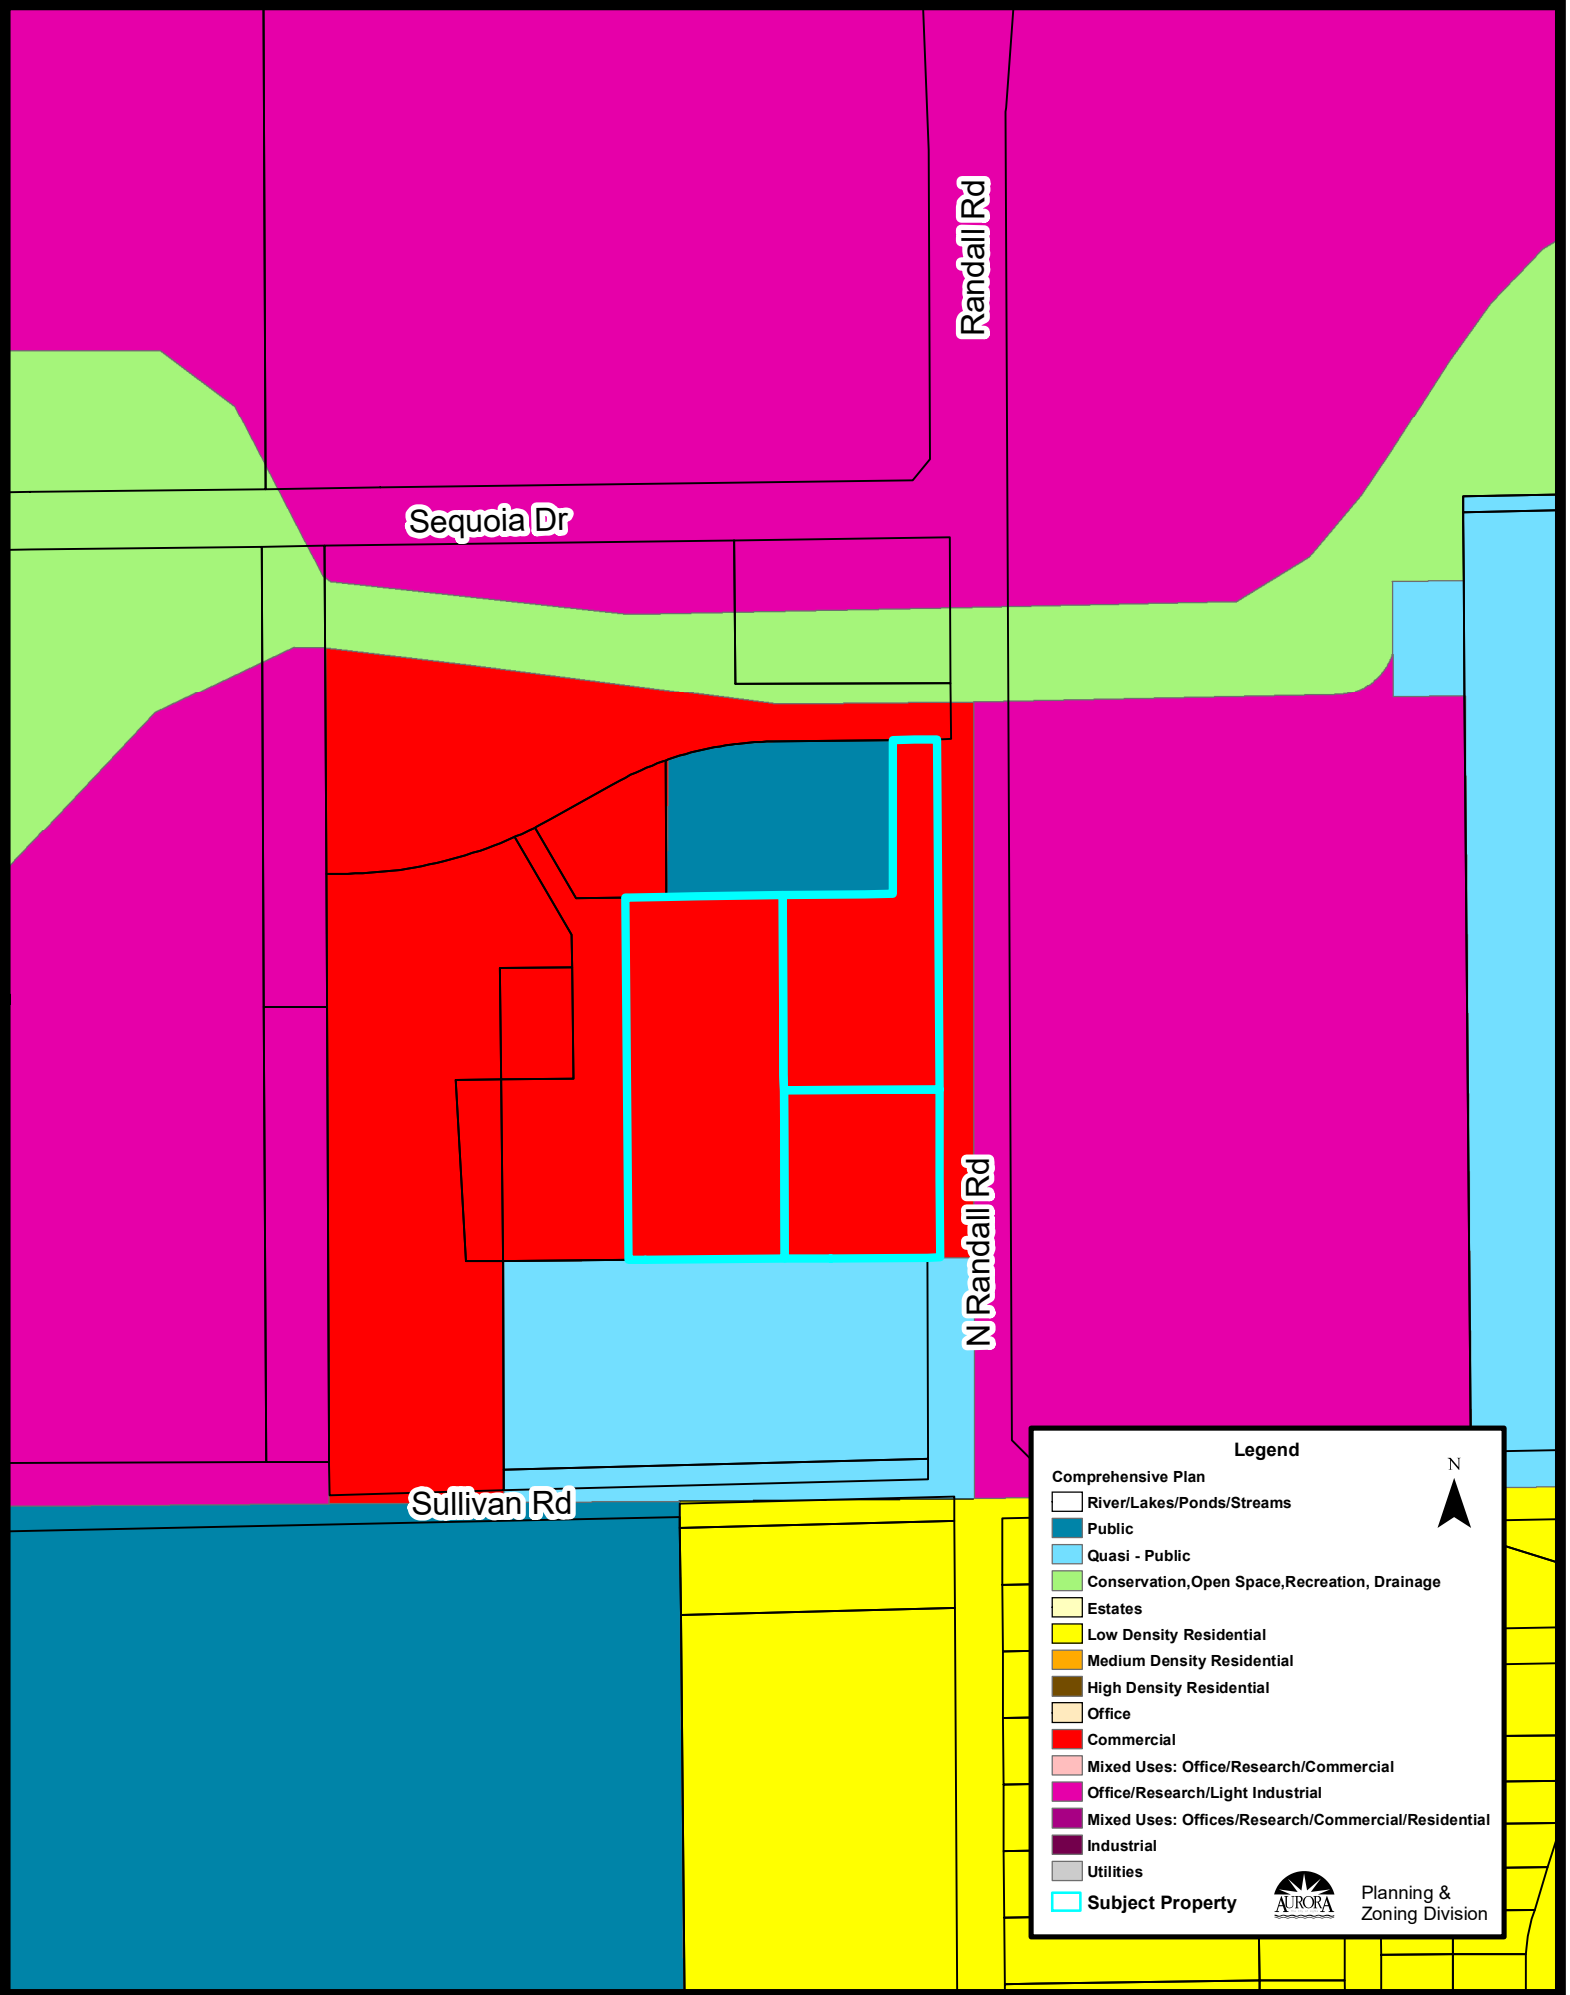 Randall Rd
Sequoia Dr
N Randall Rd
Sullivan Rd
Legend
N
Comprehensive Plan
River/Lakes/Ponds/Streams
Public
Quasi - Public
Conservation,Open Space,Recreation, Drainage
Estates
Low Density Residential
Medium Density Residential
High Density Residential
Office
Commercial
Mixed Uses: Office/Research/Commercial
Office/Research/Light Industrial
Mixed Uses: Offices/Research/Commercial/Residential
Industrial
Utilities
Subject Property
AURORA
Planning &
Zoning Division